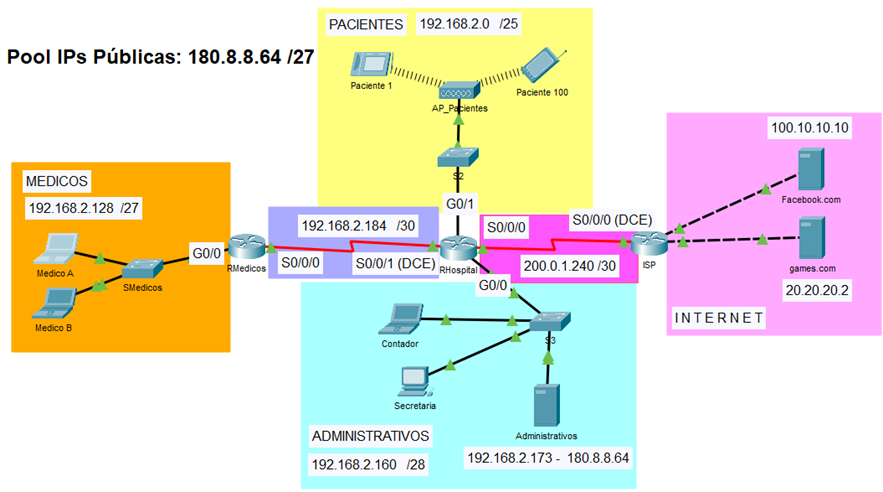 PACIENTES 192.168.2.0 /25
Pool IPs Públicas: 180.8.8.64 /27
Paciente 1
Paciente 100
AP_Pacientes
S2
100.10.10.10
Facebook.com
games.com
20.20.20.2
I N T E R N E T
MEDICOS
192.168.2.128 /27
Medico A
Medico B
SMedicos
G0/0
RMedicos
S0/0/0
192.168.2.184 /30
S0/0/1 (DCE)
G0/1
RHospital
G0/0
S0/0/0
S0/0/0 (DCE)
200.0.1.240 /30
ISP
Contador
S3
Secretaria
Administrativos
ADMINISTRATIVOS
192.168.2.160 /28
192.168.2.173 - 180.8.8.64